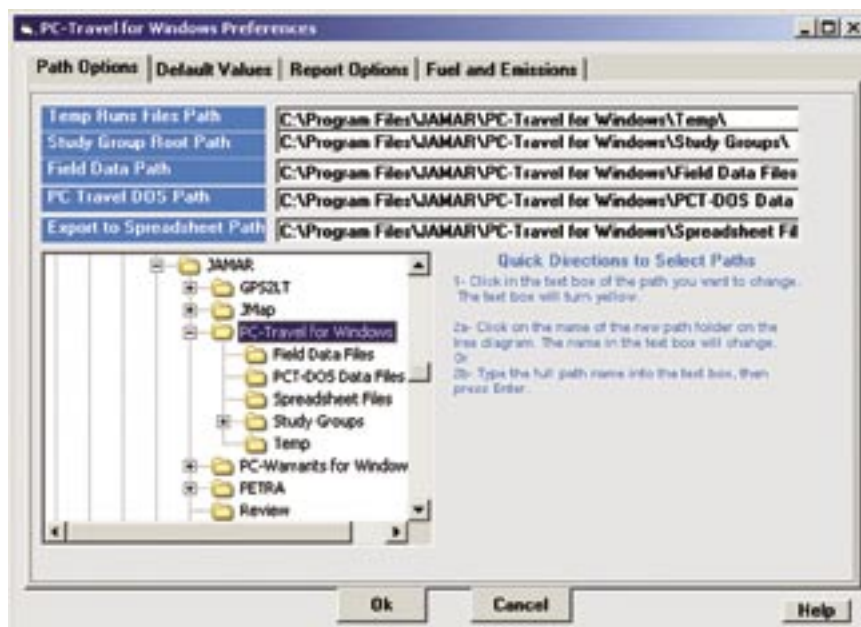 PC-Travel for Windows Preferences
Path Options Default Values Report Options Fuel and Emissions
Temp Runs Files Path C:\Program Files\JAMAR\PC-Travel for Windows\Temp\
Study Group Root Path C:\Program Files\JAMAR\PC-Travel for Windows\Study Groups\
Field Data Path C:\Program Files\JAMAR\PC-Travel for Windows\Field Data Files
PC Travel DOS Path C:\Program Files\JAMAR\PC-Travel for Windows\PCT-DOS Data
Export to Spreadsheet Path C:\Program Files\JAMAR\PC-Travel for Windows\Spreadsheet Fil
JAMAR
GPS2LT
JMap
PC-Travel for Windows
Field Data Files
PCT-DOS Data Files
Spreadsheet Files
Study Groups
Temp
PC-Warrants for Window
PETRA
Review
Quick Directions to Select Paths
1- Click in the text box of the path you want to change.
The text box will turn yellow.
2a- Click on the name of the new path folder on the
tree diagram. The name in the text box will change.
Or
2b- Type the full path name into the text box, then
press Enter.
Ok Cancel Help